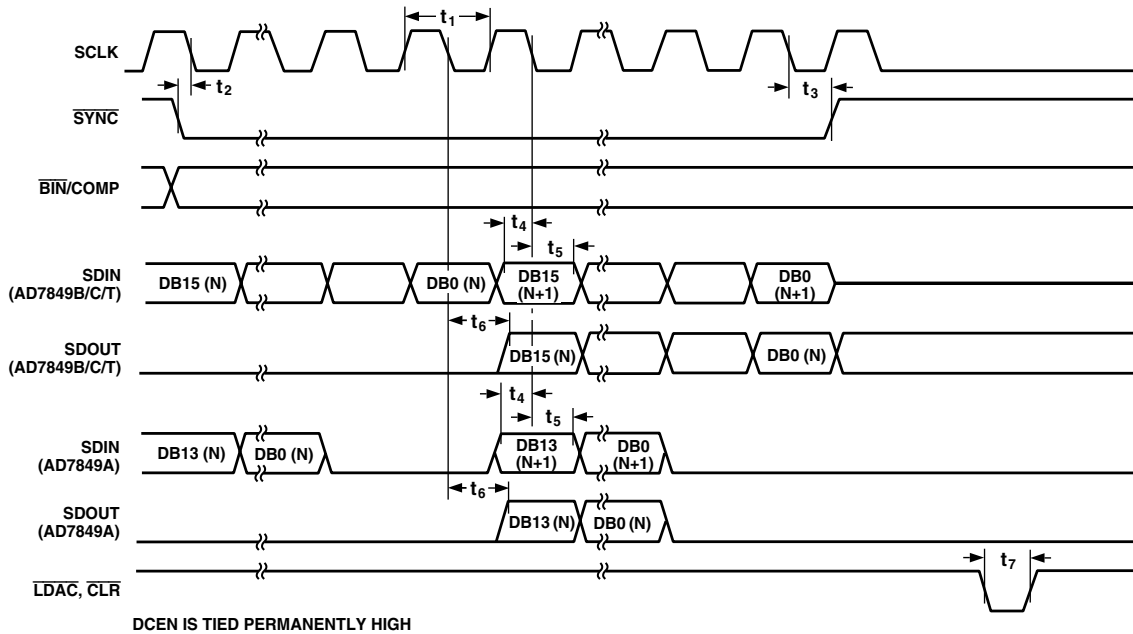 t1
SCLK
t2
t3
SYNC
BIN/COMP
t4
t5
SDIN
(AD7849B/C/T)
DB15 (N)
DB0 (N)
DB15
(N+1)
DB0
(N+1)
t6
SDOUT
(AD7849B/C/T)
DB15 (N)
DB0 (N)
t4
t5
SDIN
(AD7849A)
DB13 (N)
DB0 (N)
DB13
(N+1)
DB0
(N+1)
t6
SDOUT
(AD7849A)
DB13 (N)
DB0 (N)
t7
LDAC, CLR
DCEN IS TIED PERMANENTLY HIGH